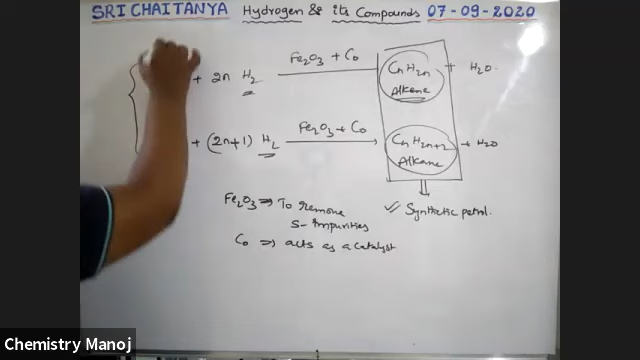 SRI CHAITANYA Hydrogen & its Compounds 07-09-2020
+ 2n H2 Fe2O3 + Co CnH2n + H2O
Alkane
+ (2n+1) H2 Fe2O3 + Co CnH2n+2 + H2O
Alkane
Fe2O3 ⇒ To remove
S-impurities
✓ Synthetic petrol.
Co ⇒ acts as a catalyst
Chemistry Manoj